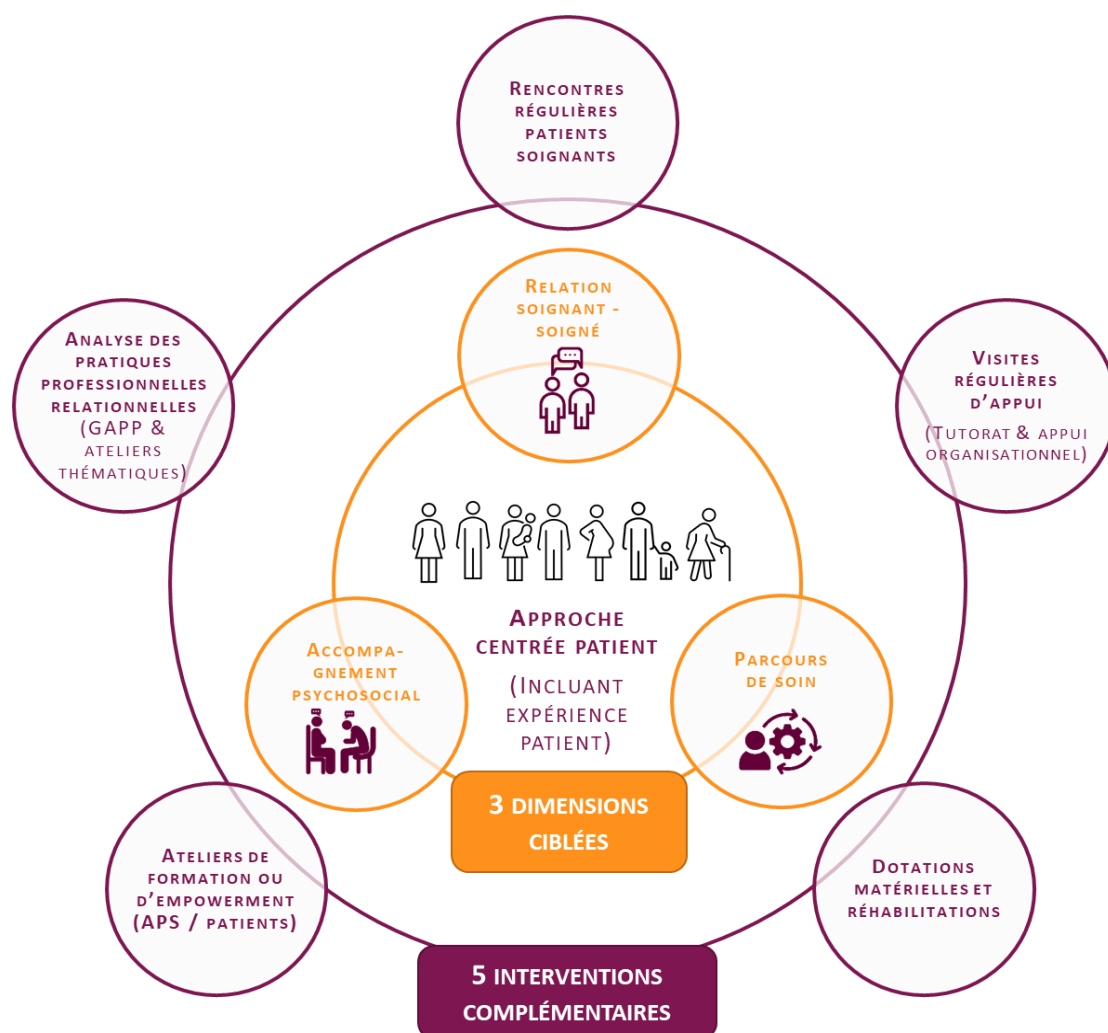 RENCONTRES
RÉGULIÈRES
PATIENTS
SOIGNANTS
RELATION
SOIGNANT -
SOIGNÉ
ANALYSE DES
PRATIQUES
PROFESSIONNELLES
RELATIONNELLES
(GAPP &
ATELIERS
THÉMATIQUES)
VISITES
RÉGULIÈRES
D'APPUI
(TUTORAT & APPUI
ORGANISATIONNEL)
APPROCHE
CENTRÉE PATIENT
(INCLUANT
EXPÉRIENCE
PATIENT)
ACCOMPA-
GNEMENT
PSYCHOSOCIAL
PARCOURS
DE SOIN
3 DIMENSIONS
CIBLÉES
ATELIERS DE
FORMATION OU
D'EMPOWERMENT
(APS / PATIENTS)
DOTATIONS
MATÉRIELLES ET
RÉHABILITATIONS
5 INTERVENTIONS
COMPLÉMENTAIRES